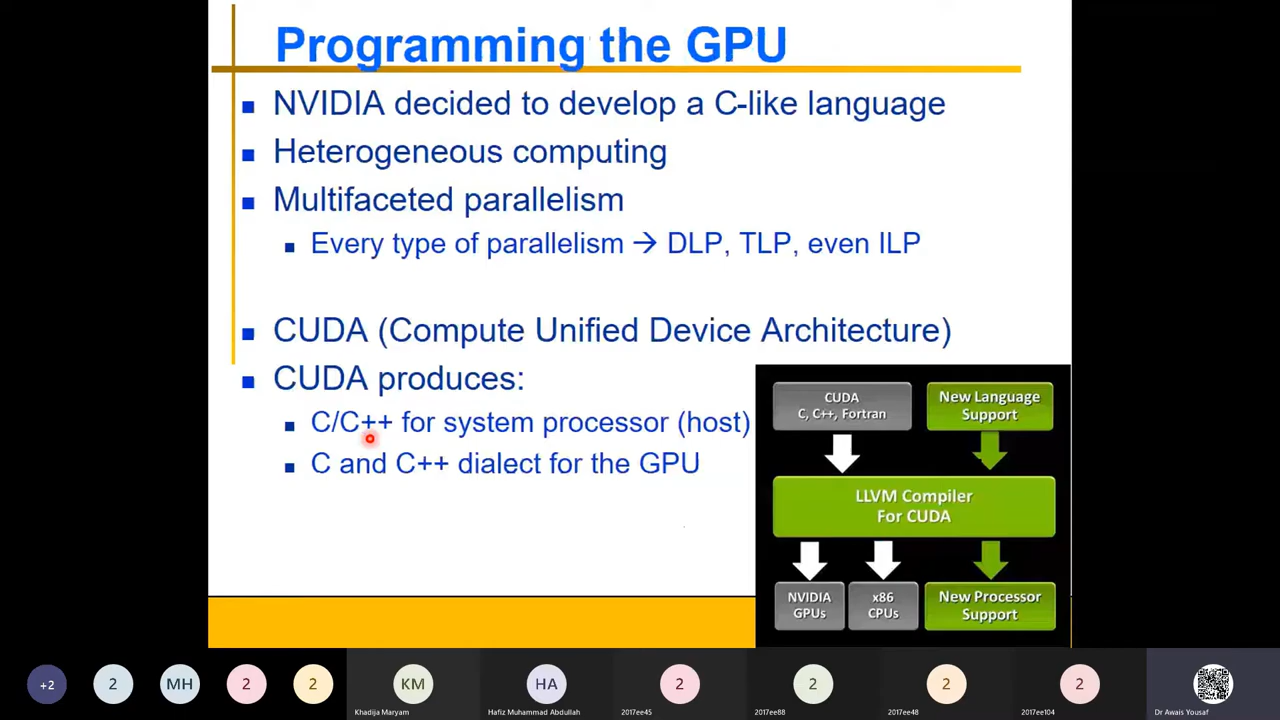 Programming the GPU
NVIDIA decided to develop a C-like language
Heterogeneous computing
Multifaceted parallelism
Every type of parallelism → DLP, TLP, even ILP
CUDA (Compute Unified Device Architecture)
CUDA produces:
C/C++ for system processor (host)
C and C++ dialect for the GPU
CUDA
C, C++, Fortran
New Language
Support
LLVM Compiler
For CUDA
NVIDIA
GPUs
x86
CPUs
New Processor
Support
+2
2
MH
2
2
KM
HA
2
2
2
2
Khadija Maryam
Hafiz Muhammad Abdullah
2017ee45
2017ee88
2017ee48
2017ee104
Dr Awais Yousaf